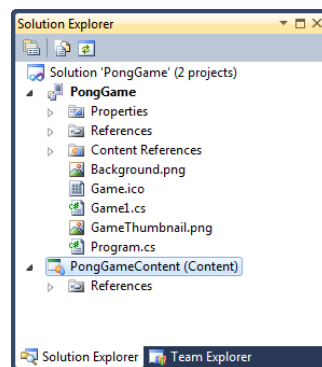 Solution Explorer
Solution 'PongGame' (2 projects)
PongGame
Properties
References
Content References
Background.png
Game.ico
Game1.cs
GameThumbnail.png
Program.cs
PongGameContent (Content)
References
Solution Explorer Team Explorer